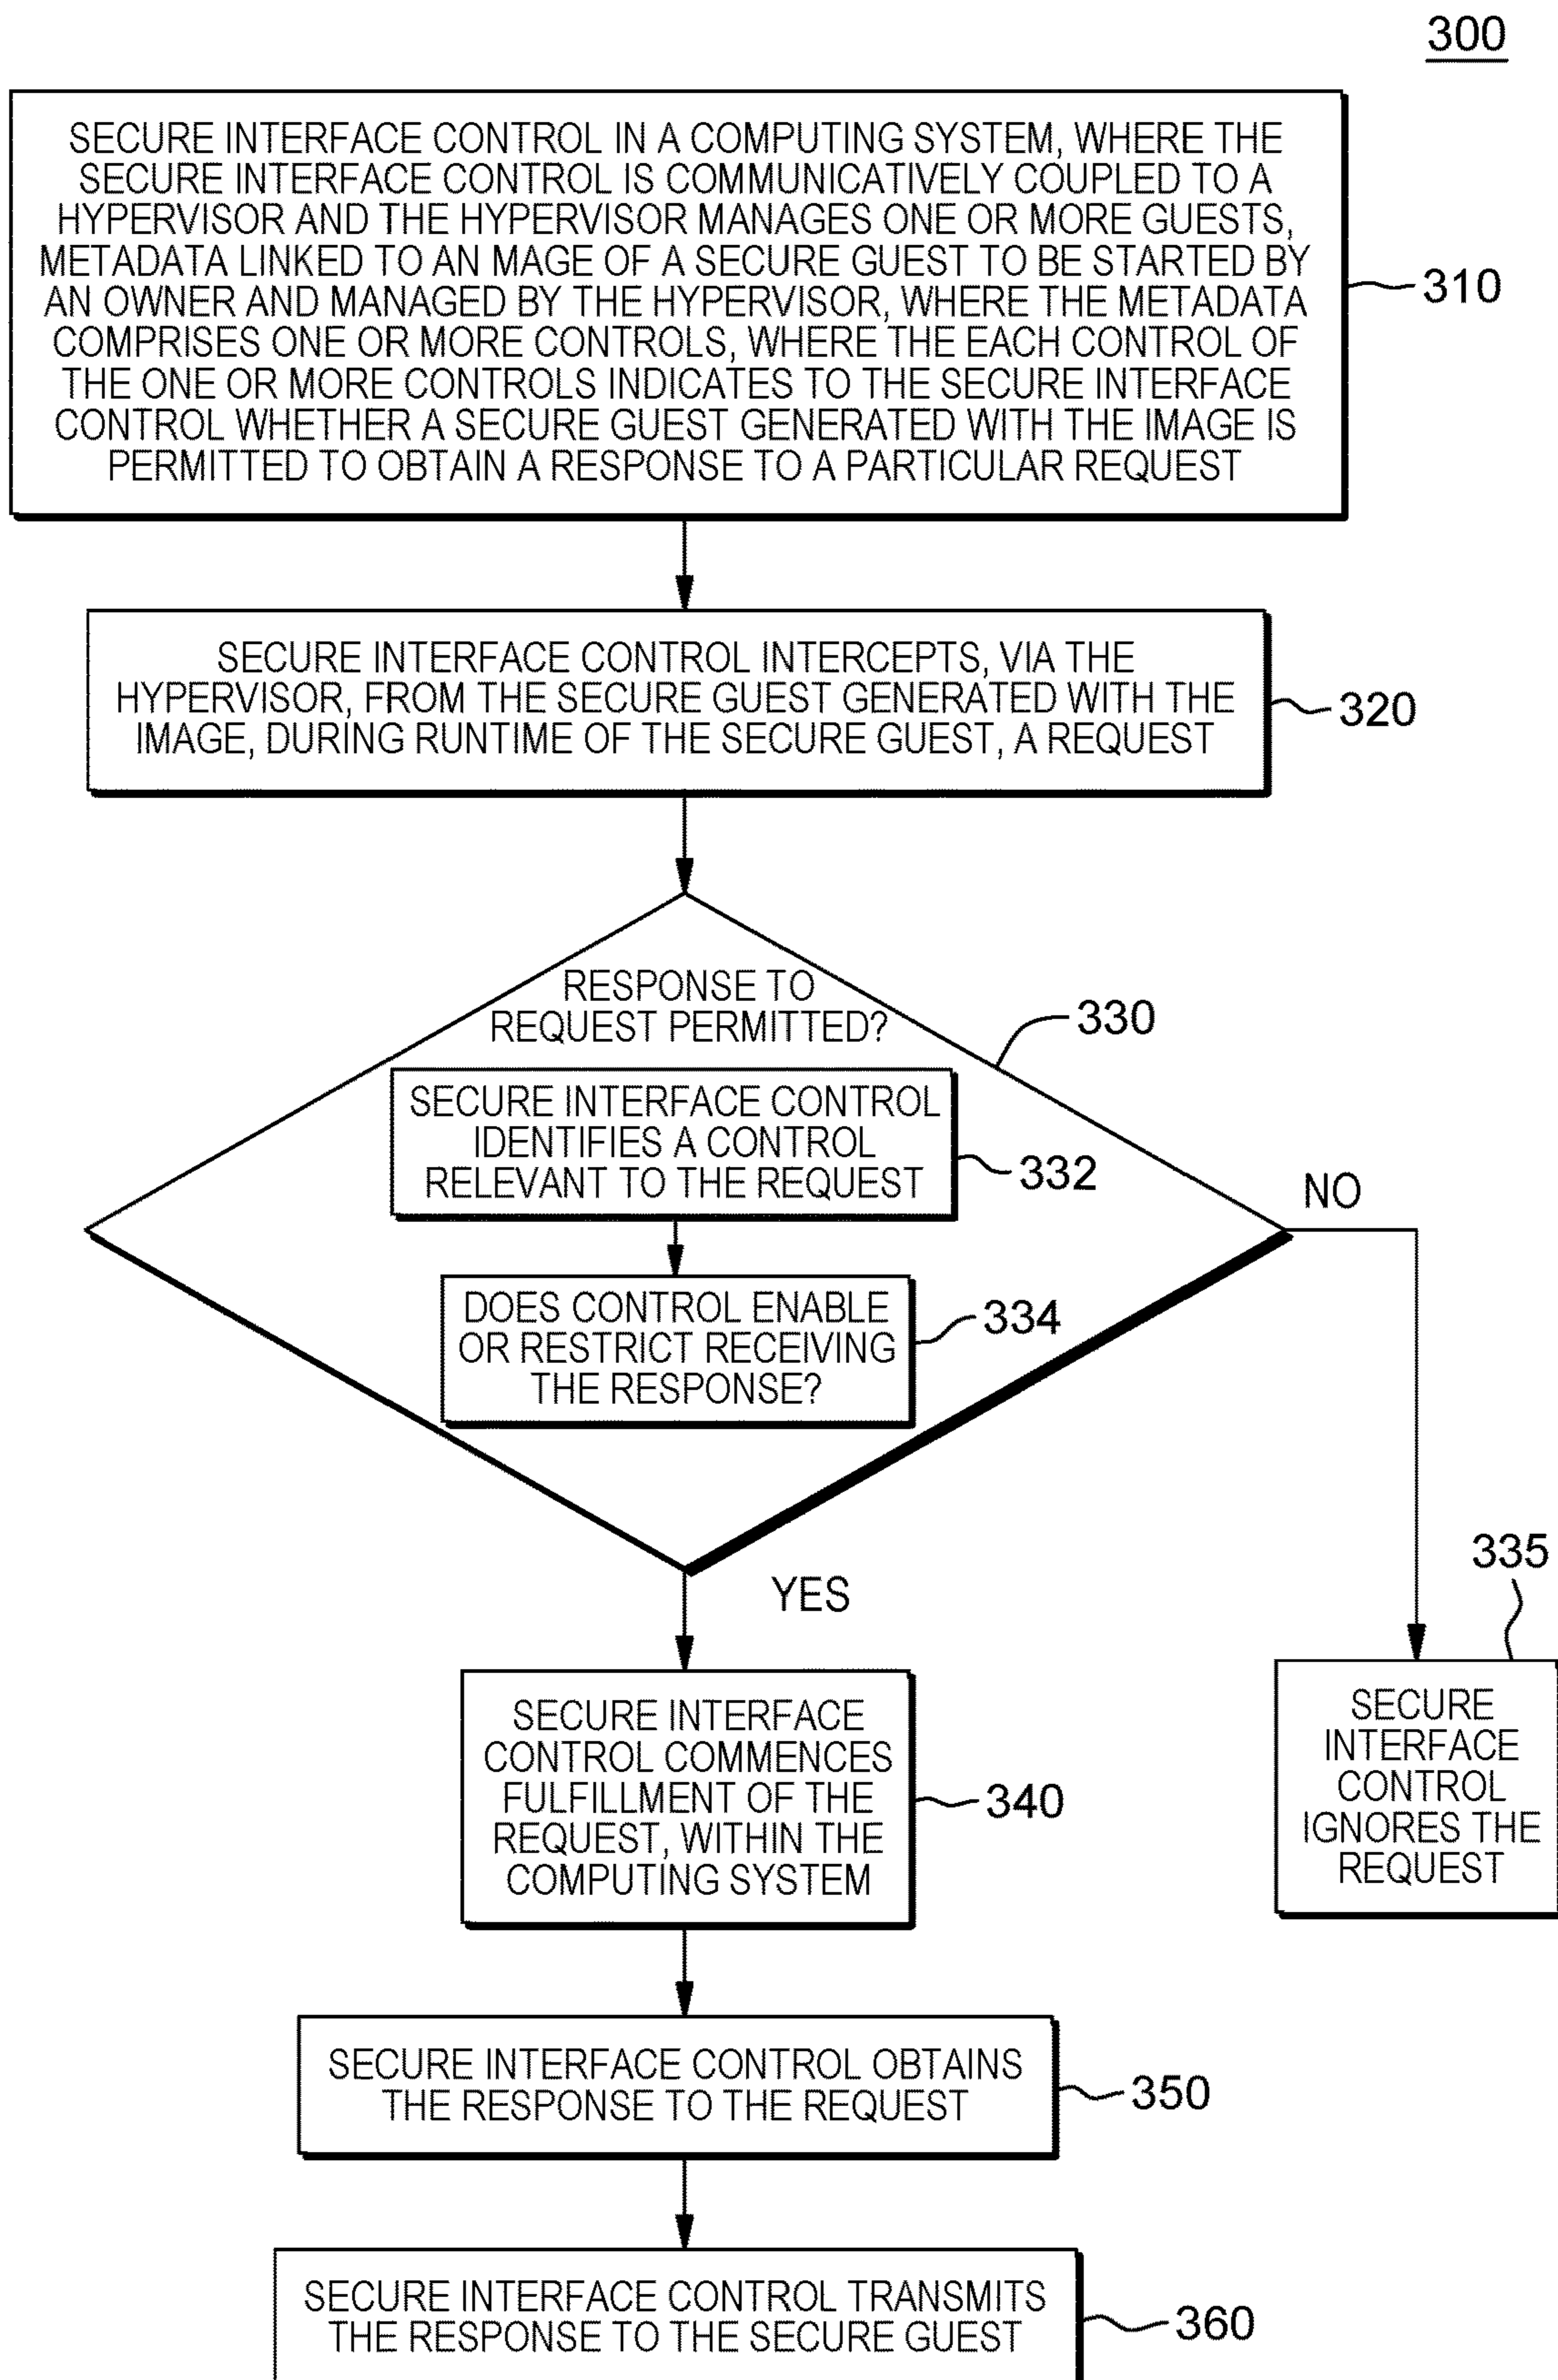 300
SECURE INTERFACE CONTROL IN A COMPUTING SYSTEM, WHERE THE
SECURE INTERFACE CONTROL IS COMMUNICATIVELY COUPLED TO A
HYPERVISOR AND THE HYPERVISOR MANAGES ONE OR MORE GUESTS,
METADATA LINKED TO AN MAGE OF A SECURE GUEST TO BE STARTED BY
AN OWNER AND MANAGED BY THE HYPERVISOR, WHERE THE METADATA
COMPRISES ONE OR MORE CONTROLS, WHERE THE EACH CONTROL OF
THE ONE OR MORE CONTROLS INDICATES TO THE SECURE INTERFACE
CONTROL WHETHER A SECURE GUEST GENERATED WITH THE IMAGE IS
PERMITTED TO OBTAIN A RESPONSE TO A PARTICULAR REQUEST
310
SECURE INTERFACE CONTROL INTERCEPTS, VIA THE
HYPERVISOR, FROM THE SECURE GUEST GENERATED WITH THE
IMAGE, DURING RUNTIME OF THE SECURE GUEST, A REQUEST
320
RESPONSE TO
REQUEST PERMITTED?
330
SECURE INTERFACE CONTROL
IDENTIFIES A CONTROL
RELEVANT TO THE REQUEST
332
NO
DOES CONTROL ENABLE
OR RESTRICT RECEIVING
THE RESPONSE?
334
YES
335
SECURE INTERFACE
CONTROL COMMENCES
FULFILLMENT OF THE
REQUEST, WITHIN THE
COMPUTING SYSTEM
340
SECURE
INTERFACE
CONTROL
IGNORES THE
REQUEST
SECURE INTERFACE CONTROL OBTAINS
THE RESPONSE TO THE REQUEST
350
SECURE INTERFACE CONTROL TRANSMITS
THE RESPONSE TO THE SECURE GUEST
360